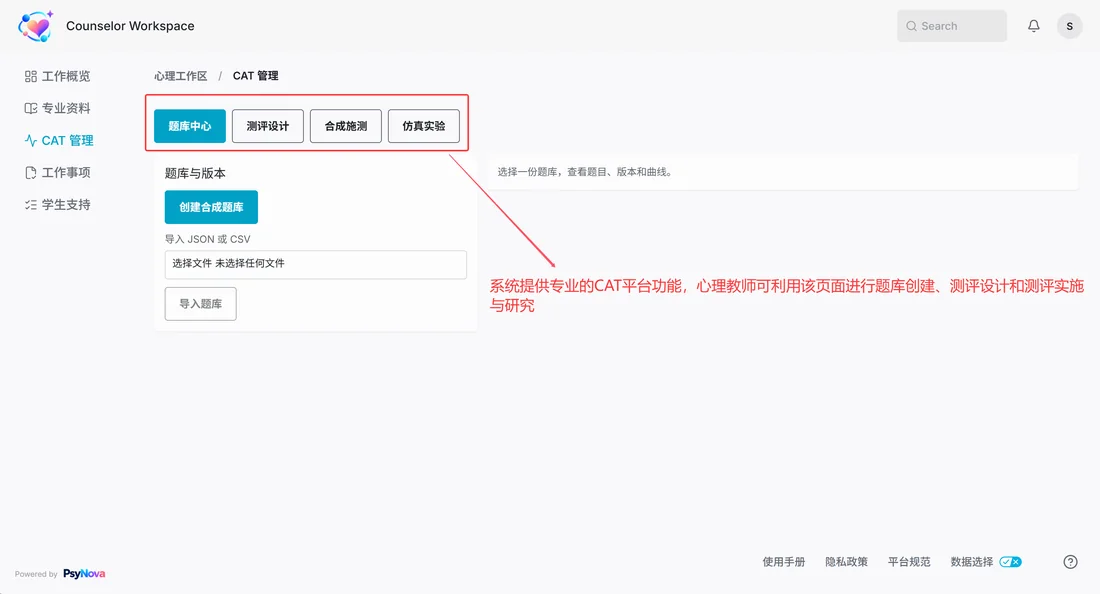 Counselor Workspace
Search
S
工作概览
专业资料
CAT 管理
工作事项
学生支持
心理工作区 / CAT 管理
题库中心 测评设计 合成施测 仿真实验
题库与版本
创建合成题库
导入 JSON 或 CSV
选择文件 未选择任何文件
导入题库
选择一份题库，查看题目、版本和曲线。
系统提供专业的CAT平台功能，心理教师可利用该页面进行题库创建、测评设计和测评实施
与研究
使用手册 隐私政策 平台规范 数据选择
Powered by PsyNova